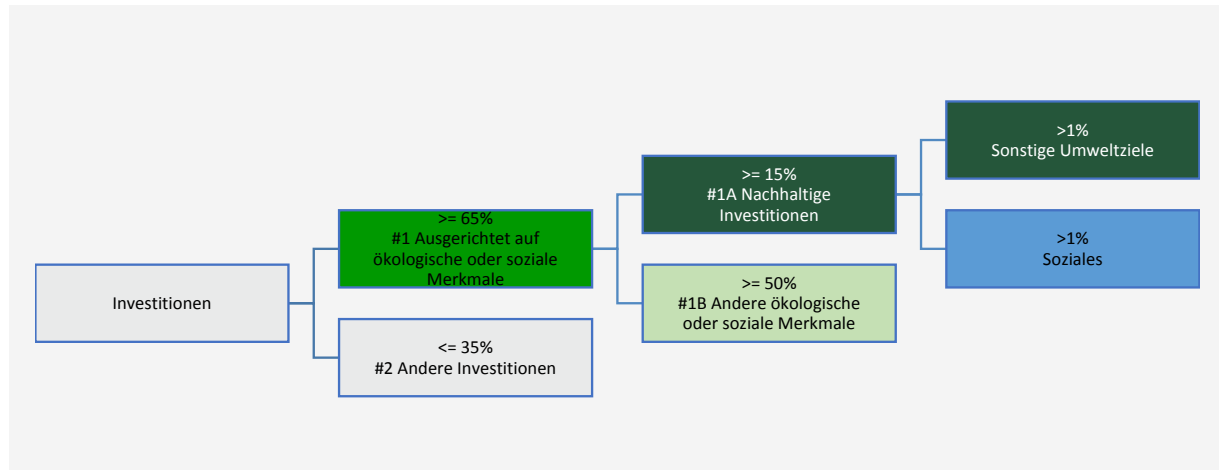 Investitionen
>= 65%
#1 Ausgerichtet auf
ökologische oder soziale
Merkmale
<= 35%
#2 Andere Investitionen
>= 15%
#1A Nachhaltige
Investitionen
>= 50%
#1B Andere ökologische
oder soziale Merkmale
>1%
Sonstige Umweltziele
>1%
Soziales